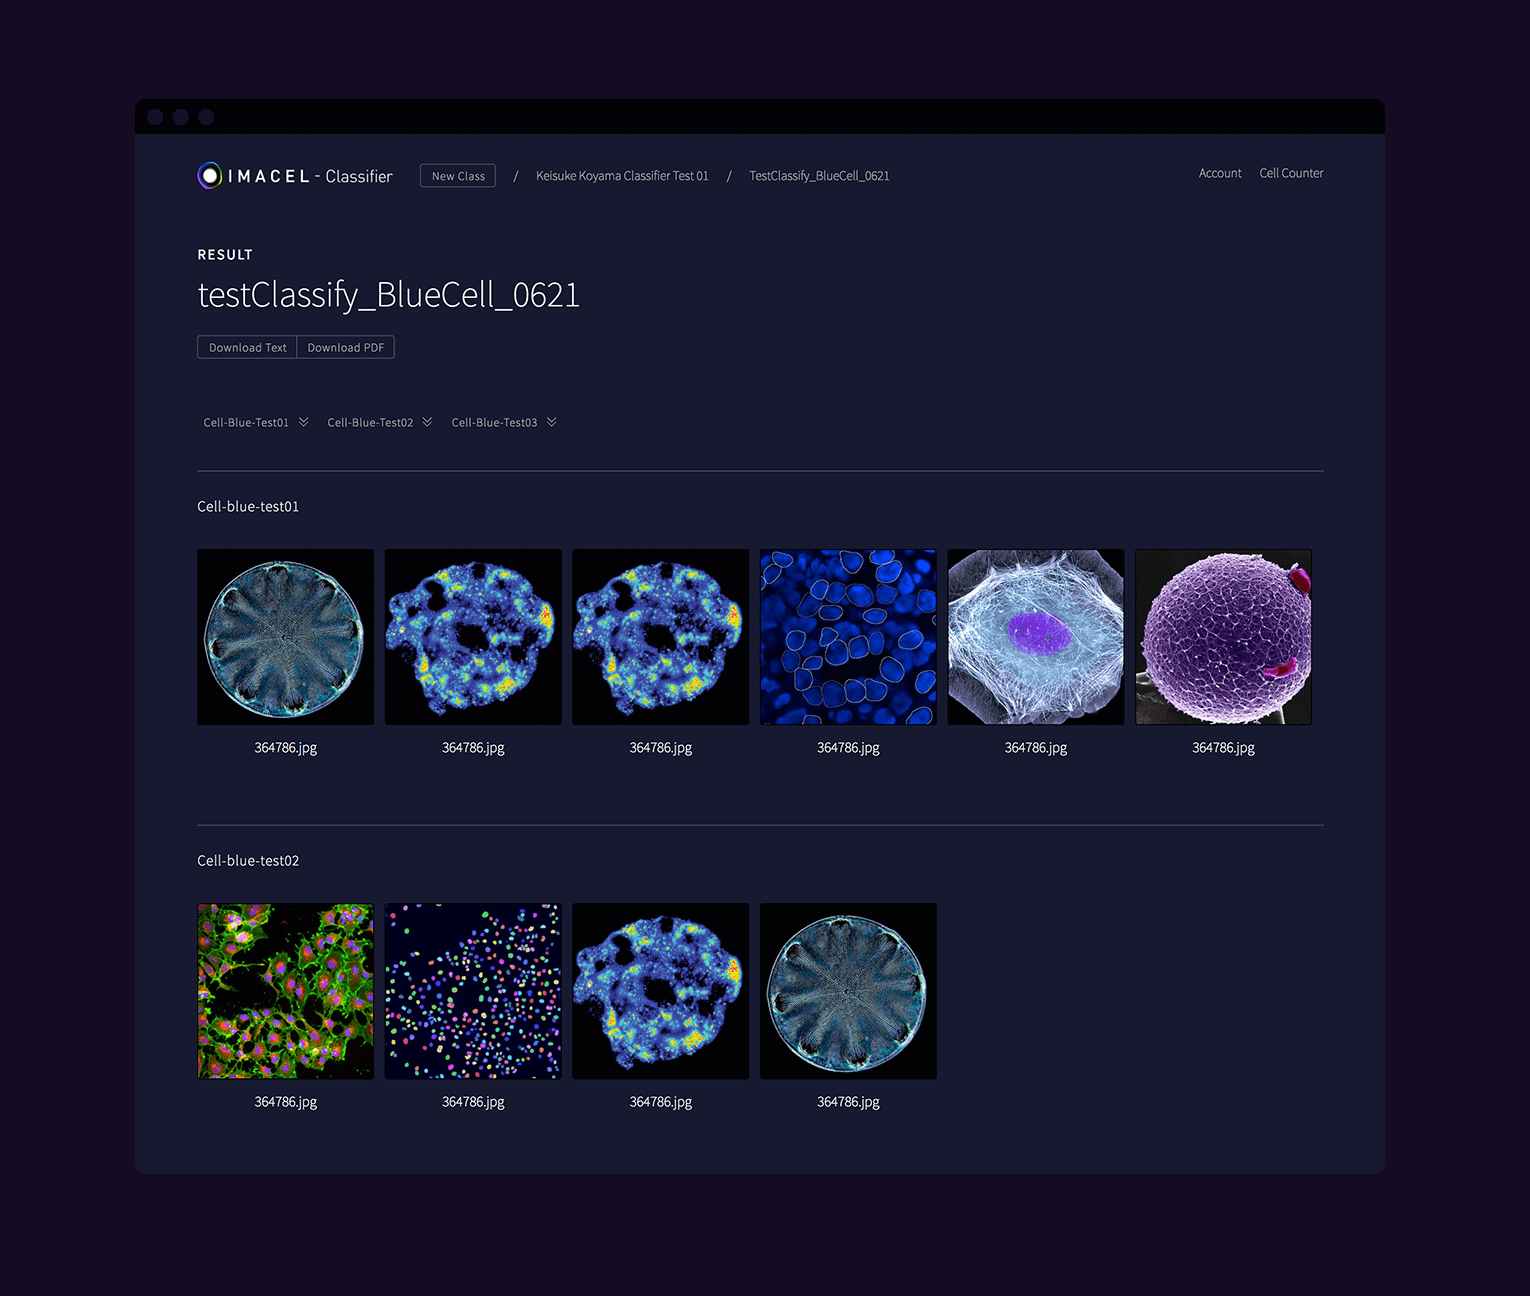 IMACEL - Classifier New Class / Keisuke Koyama Classifier Test 01 / TestClassify_BlueCell_0621 Account Cell Counter
RESULT
testClassify_BlueCell_0621
Download Text Download PDF
Cell-Blue-Test01 Cell-Blue-Test02 Cell-Blue-Test03
Cell-blue-test01
364786.jpg 364786.jpg 364786.jpg 364786.jpg 364786.jpg 364786.jpg
Cell-blue-test02
364786.jpg 364786.jpg 364786.jpg 364786.jpg